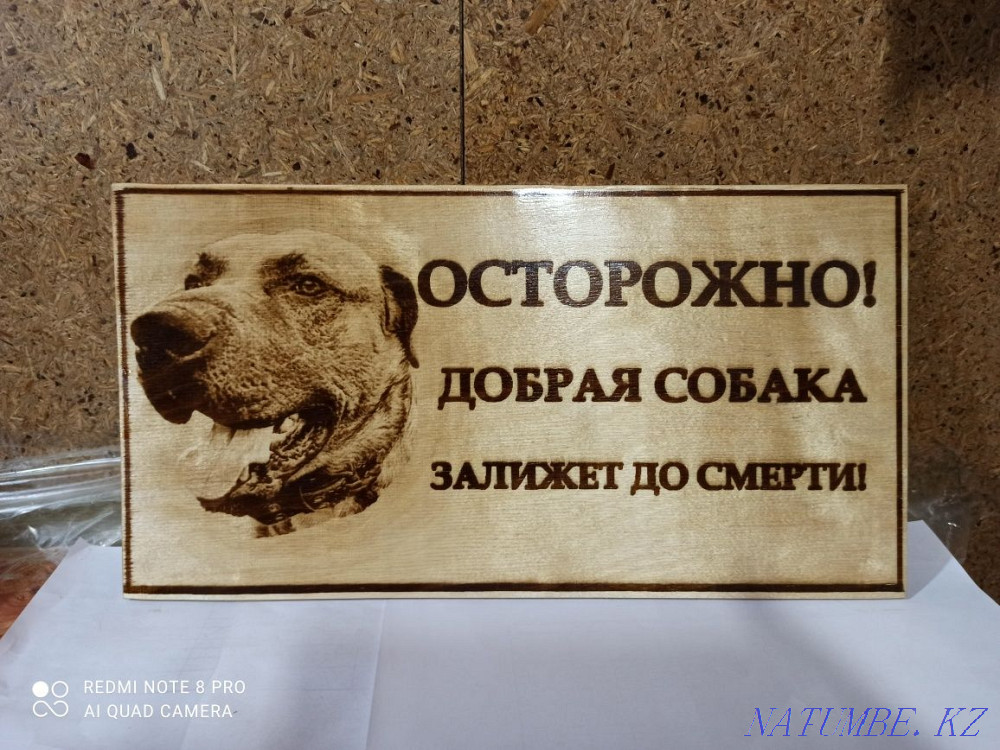 ОСТОРОЖНО!
ДОБРАЯ СОБАКА
ЗАЛИЖЕТ ДО СМЕРТИ!
REDMI NOTE 8 PRO
AI QUAD CAMERA
NATUMBE.KZ